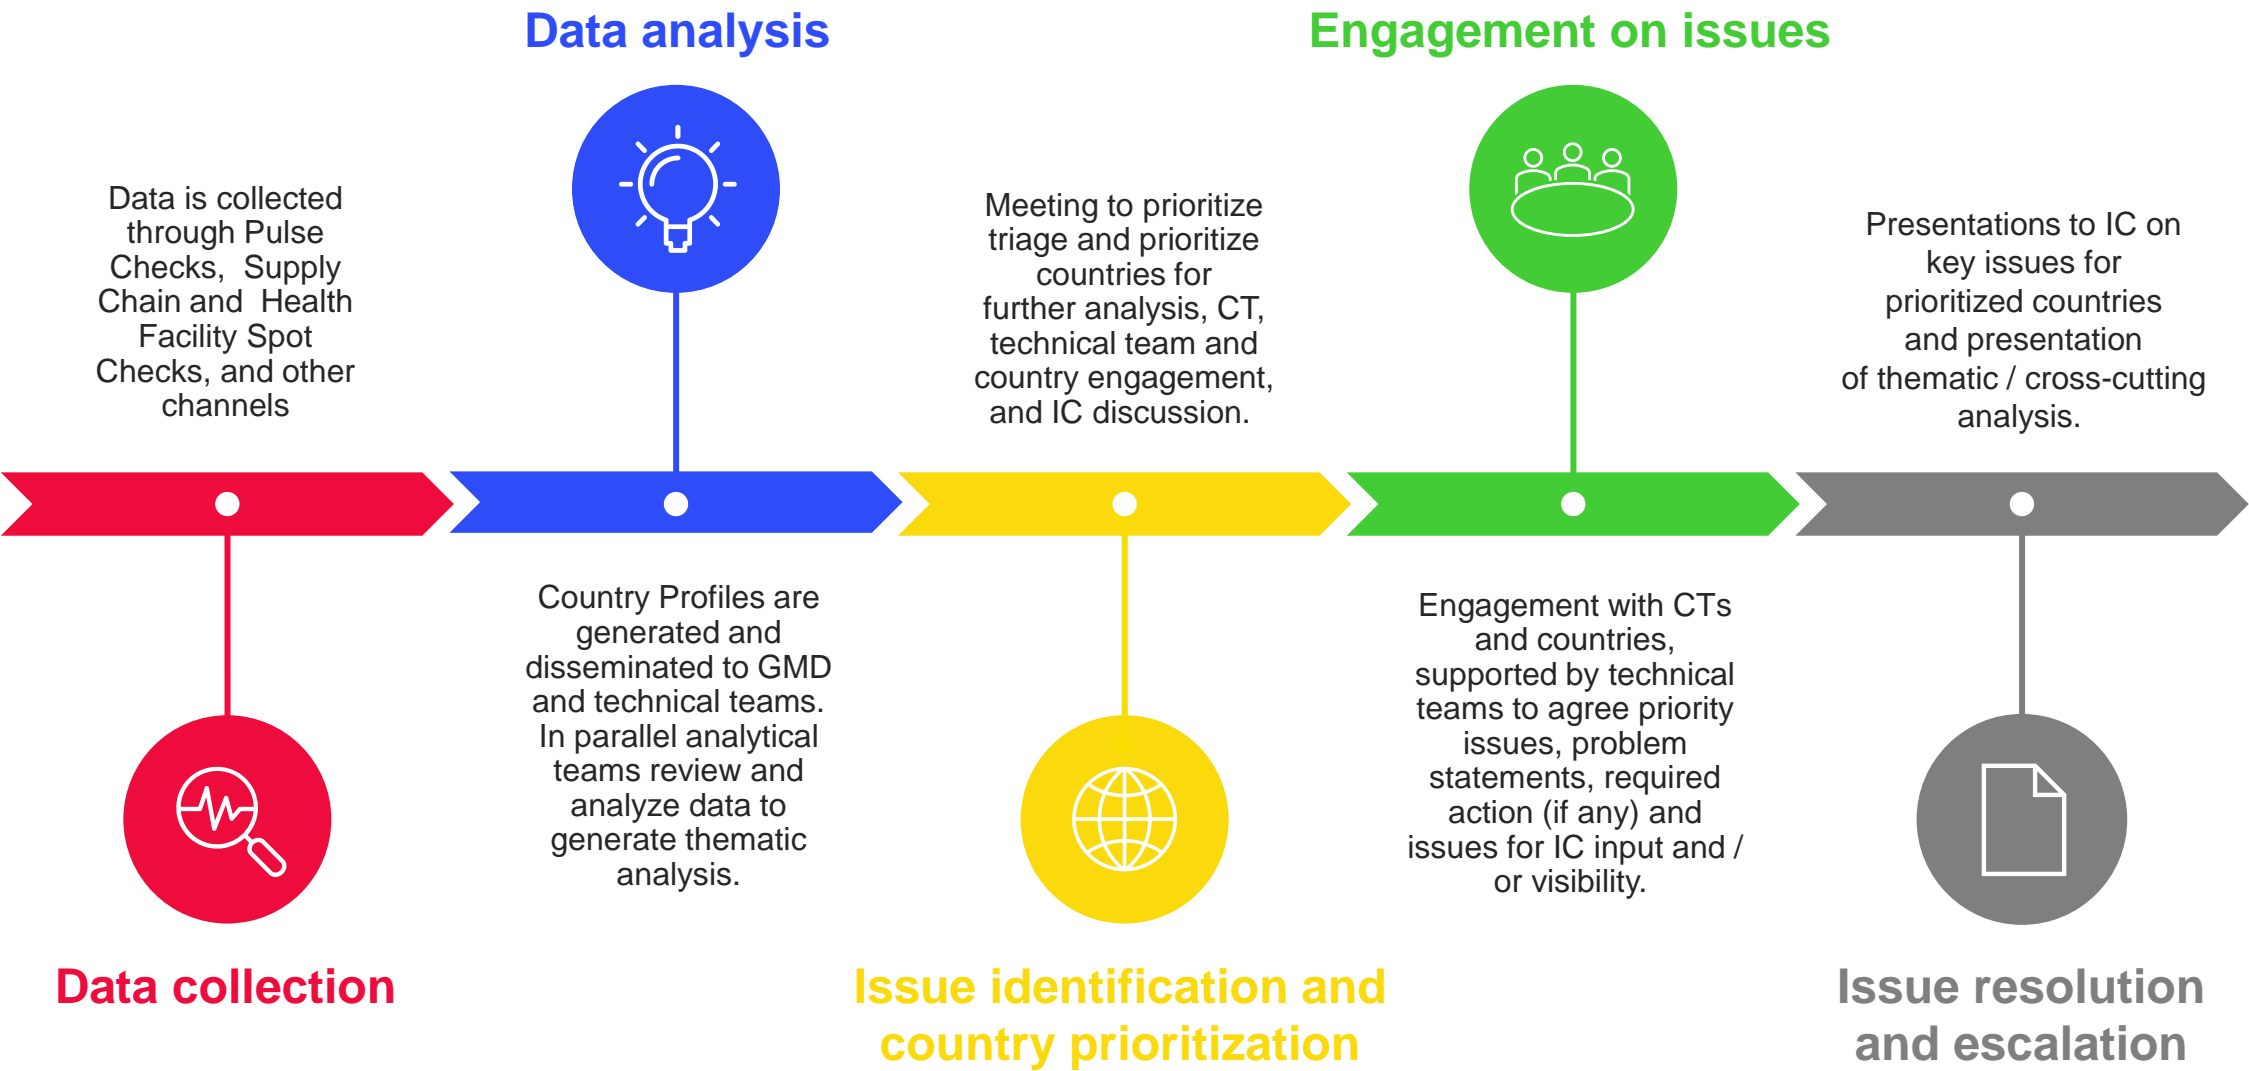 Data analysis
Engagement on issues
Data is collected
through Pulse
Checks,  Supply
Chain and  Health
Facility Spot
Checks, and other
channels
Meeting to prioritize
triage and prioritize
countries for
further analysis, CT,
technical team and
country engagement,
and IC discussion.
Presentations to IC on
key issues for
prioritized countries
and presentation
of thematic / cross-cutting
analysis.
Country Profiles are
generated and
disseminated to GMD
and technical teams.
In parallel analytical
teams review and
analyze data to
generate thematic
analysis.
Engagement with CTs
and countries,
supported by technical
teams to agree priority
issues, problem
statements, required
action (if any) and
issues for IC input and /
or visibility.
Data collection
Issue identification and
country prioritization
Issue resolution
and escalation